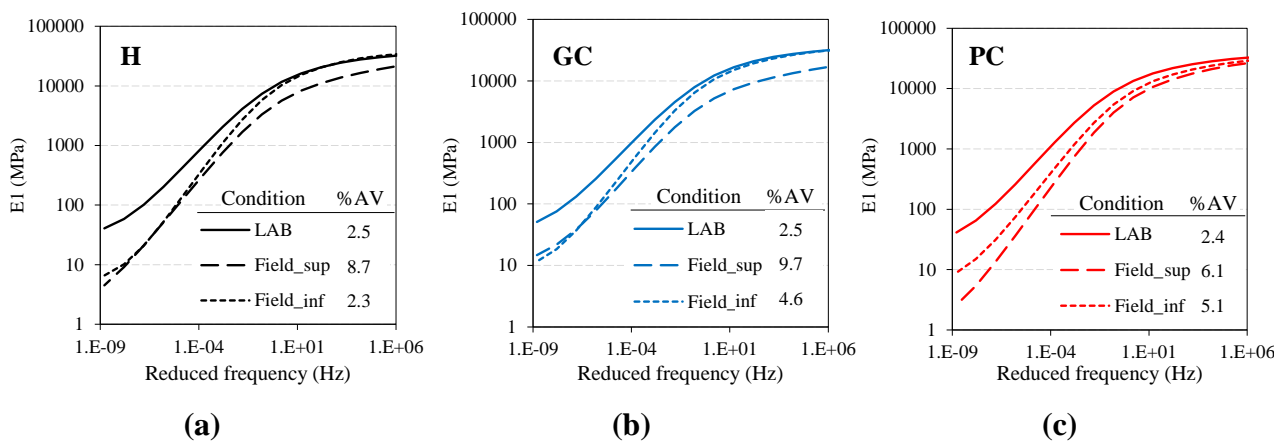 H
E1 (MPa)
100000
10000
1000
100
10
1
Condition %AV
LAB 2.5
Field_sup 8.7
Field_inf 2.3
1.E-09 1.E-04 1.E+01 1.E+06
Reduced frequency (Hz)
(a)
GC
E1 (MPa)
100000
10000
1000
100
10
1
Condition %AV
LAB 2.5
Field_sup 9.7
Field_inf 4.6
1.E-09 1.E-04 1.E+01 1.E+06
Reduced frequency (Hz)
(b)
PC
E1 (MPa)
100000
10000
1000
100
10
1
Condition %AV
LAB 2.4
Field_sup 6.1
Field_inf 5.1
1.E-09 1.E-04 1.E+01 1.E+06
Reduced frequency (Hz)
(c)